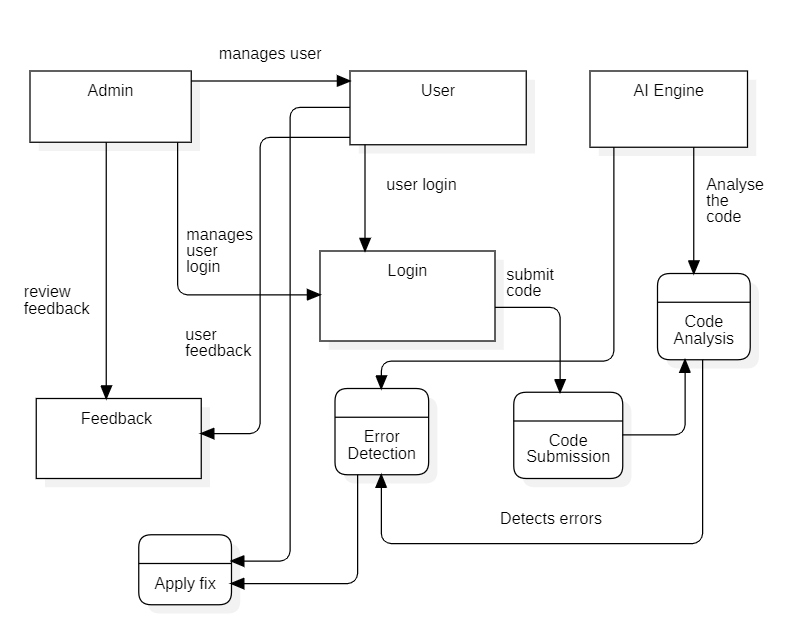 manages user
Admin
User
AI Engine
user login
Analyse
the
code
manages
user
login
Login
submit
code
review
feedback
user
feedback
Code
Analysis
Feedback
Error
Detection
Code
Submission
Detects errors
Apply fix